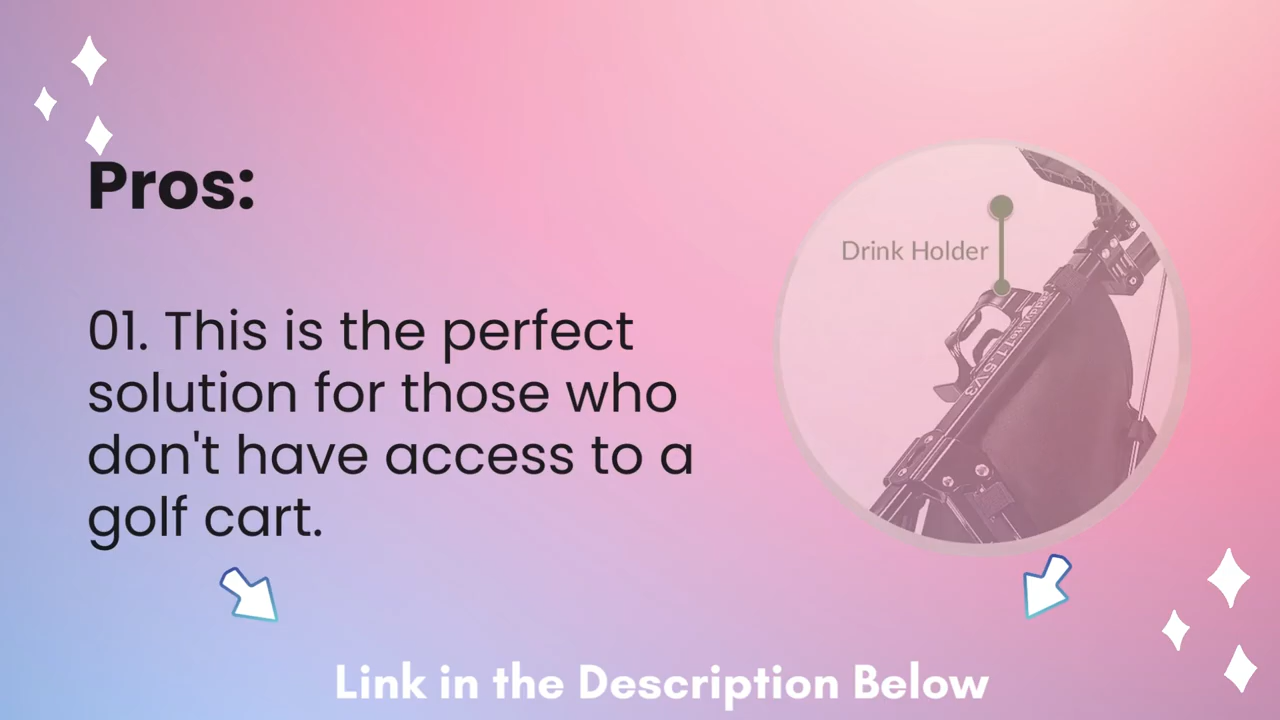 Pros:
01. This is the perfect
solution for those who
don't have access to a
golf cart.
Drink Holder
Link in the Description Below